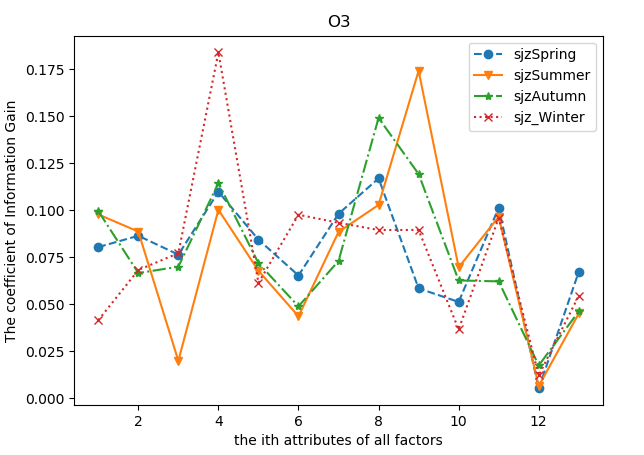 O3
sjzSpring
sjzSummer
sjzAutumn
sjz_Winter
The coefficient of Information Gain
0.175
0.150
0.125
0.100
0.075
0.050
0.025
0.000
2 4 6 8 10 12
the ith attributes of all factors